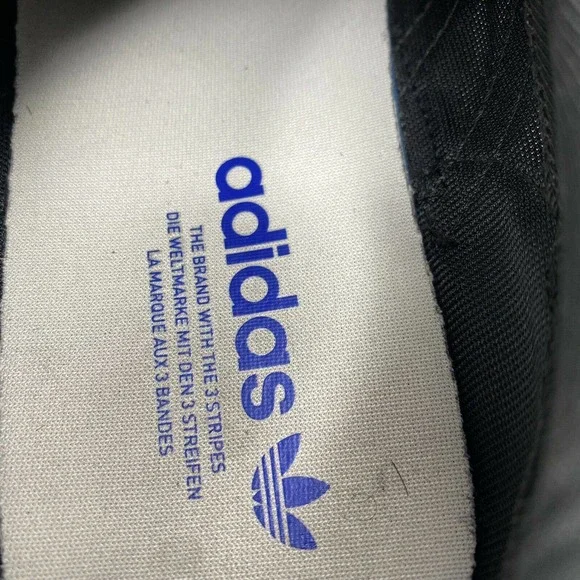 adidas
THE BRAND WITH THE 3 STRIPES
DIE WELTMARKE MIT DEN 3 STREIFEN
LA MARQUE AUX 3 BANDES